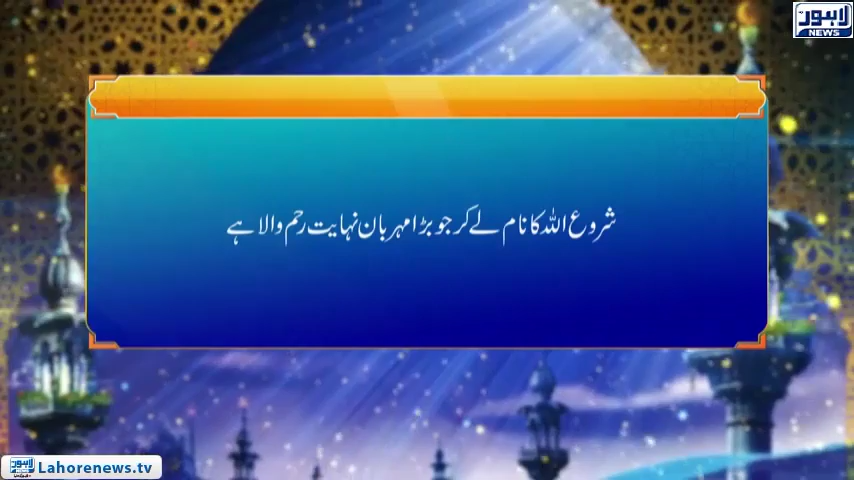 لاہور
NEWS
شروع اللہ کا نام لے کر جو بڑا مہربان نہایت رحم والا ہے
لاہور
Lahorenews.tv